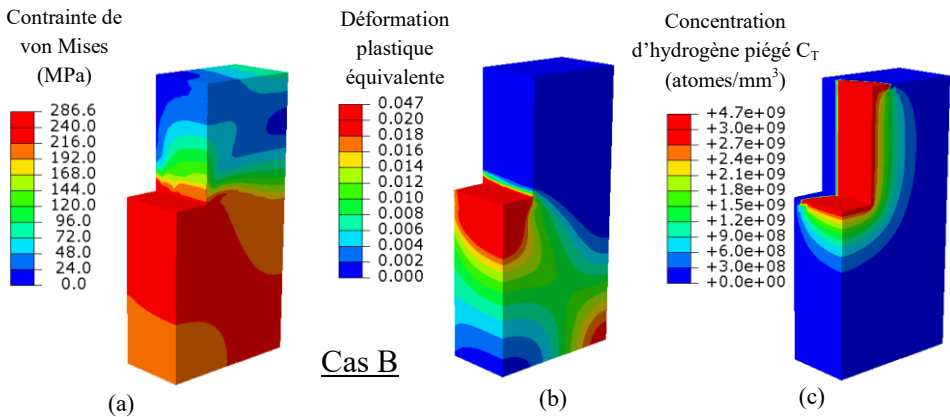 Contrainte de
von Mises
(MPa)
286.6
240.0
216.0
192.0
168.0
144.0
120.0
96.0
72.0
48.0
24.0
0.0
(a)
Déformation
plastique
équivalente
0.047
0.020
0.018
0.016
0.014
0.012
0.010
0.008
0.006
0.004
0.002
0.000
Cas B
(b)
Concentration
d’hydrogène piégé CT
(atomes/mm3)
+4.7e+09
+3.0e+09
+2.7e+09
+2.4e+09
+2.1e+09
+1.8e+09
+1.5e+09
+1.2e+09
+9.0e+08
+6.0e+08
+3.0e+08
+0.0e+00
(c)